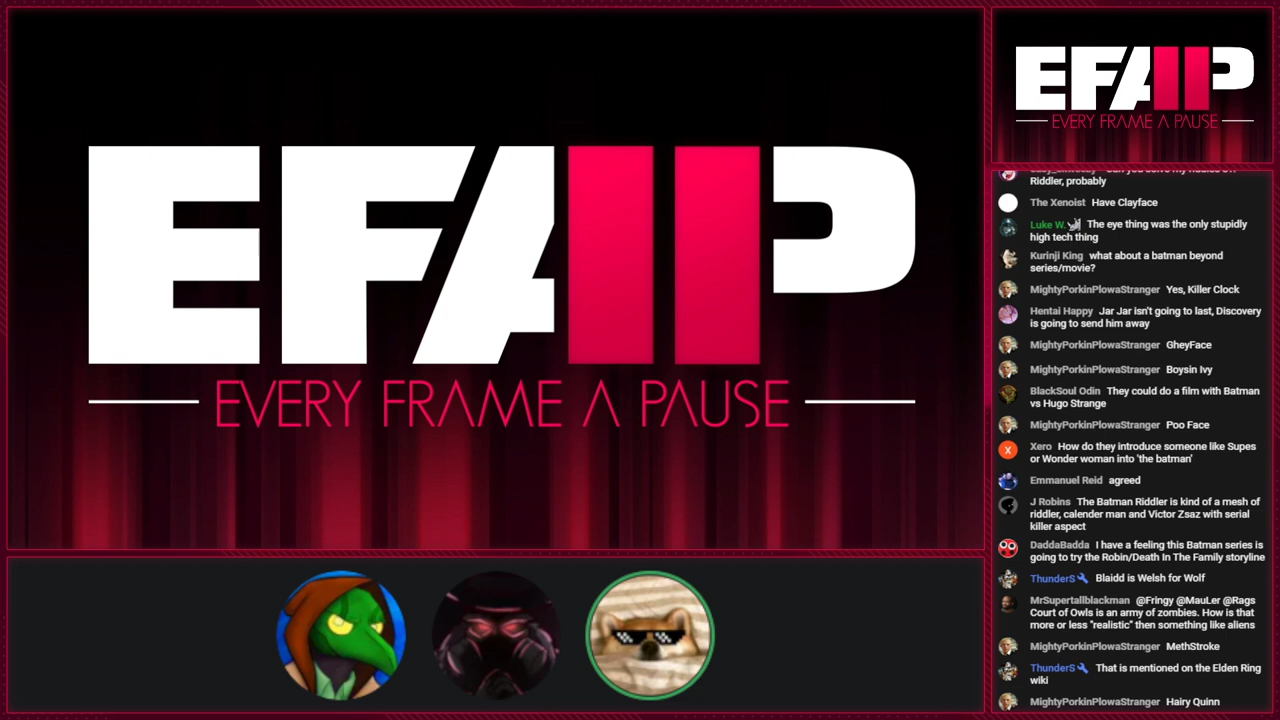 EFAP
EVERY FRAME A PAUSE
EFAP
EVERY FRAME A PAUSE
Riddler, probably
The Xenoist Have Clayface
Luke W. The eye thing was the only stupidly
high tech thing
Kurinji King what about a batman beyond
series/movie?
MightyPorkinPlowaStranger Yes, Killer Clock
Hentai Happy Jar Jar isn't going to last, Discovery
is going to send him away
MightyPorkinPlowaStranger GheyFace
MightyPorkinPlowaStranger Boysin Ivy
BlackSoul Odin They could do a film with Batman
vs Hugo Strange
MightyPorkinPlowaStranger Poo Face
X
Xero How do they introduce someone like Supes
or Wonder woman into 'the batman'
Emmanuel Reid agreed
J Robins The Batman Riddler is kind of a mesh of
riddler, calender man and Victor Zsaz with serial
killer aspect
DaddaBadda I have a feeling this Batman series is
going to try the Robin/Death In The Family storyline
ThunderS Blaidd is Welsh for Wolf
MrSupertallblackman @Fringy @MauLer @Rags
Court of Owls is an army of zombies. How is that
more or less "realistic" then something like aliens
MightyPorkinPlowaStranger MethStroke
ThunderS That is mentioned on the Elden Ring
wiki
MightyPorkinPlowaStranger Hairy Quinn